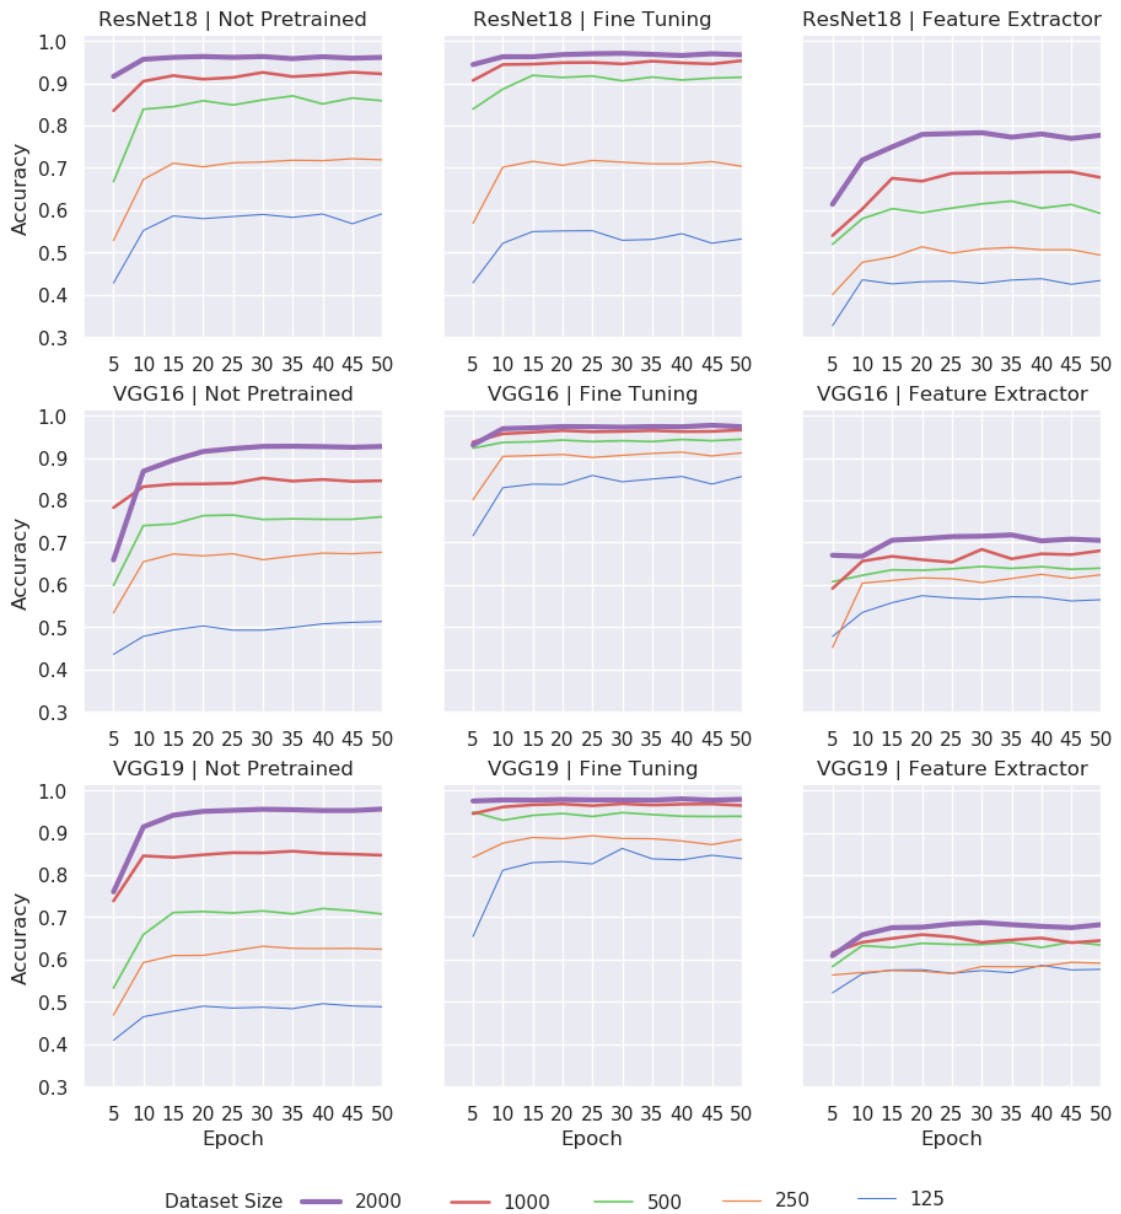 ResNet18 | Not Pretrained
ResNet18 | Fine Tuning
ResNet18 | Feature Extractor
1.0
0.9
0.8
0.7
0.6
0.5
0.4
0.3
Accuracy
5 10 15 20 25 30 35 40 45 50
5 10 15 20 25 30 35 40 45 50
5 10 15 20 25 30 35 40 45 50
VGG16 | Not Pretrained
VGG16 | Fine Tuning
VGG16 | Feature Extractor
1.0
0.9
0.8
0.7
0.6
0.5
0.4
0.3
Accuracy
5 10 15 20 25 30 35 40 45 50
5 10 15 20 25 30 35 40 45 50
5 10 15 20 25 30 35 40 45 50
VGG19 | Not Pretrained
VGG19 | Fine Tuning
VGG19 | Feature Extractor
1.0
0.9
0.8
0.7
0.6
0.5
0.4
0.3
Accuracy
5 10 15 20 25 30 35 40 45 50
5 10 15 20 25 30 35 40 45 50
5 10 15 20 25 30 35 40 45 50
Epoch
Epoch
Epoch
Dataset Size 2000 1000 500 250 125